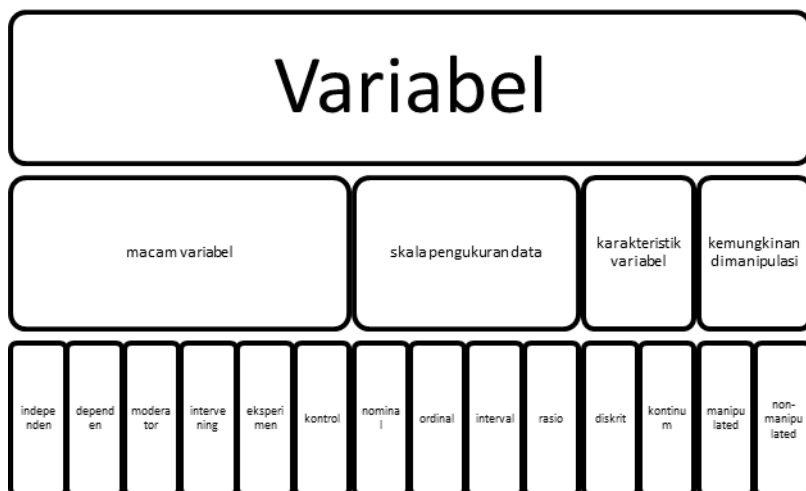 Variabel
macam variabel
skala pengukuran data
karakteristik
variabel
kemungkinan
dimanipulasi
indepe
nden
depend
en
modera
tor
interve
ning
eksperi
men
kontrol
nomina
l
ordinal
interval
rasio
diskrit
kontinu
m
manipu
lated
non-
manipu
lated